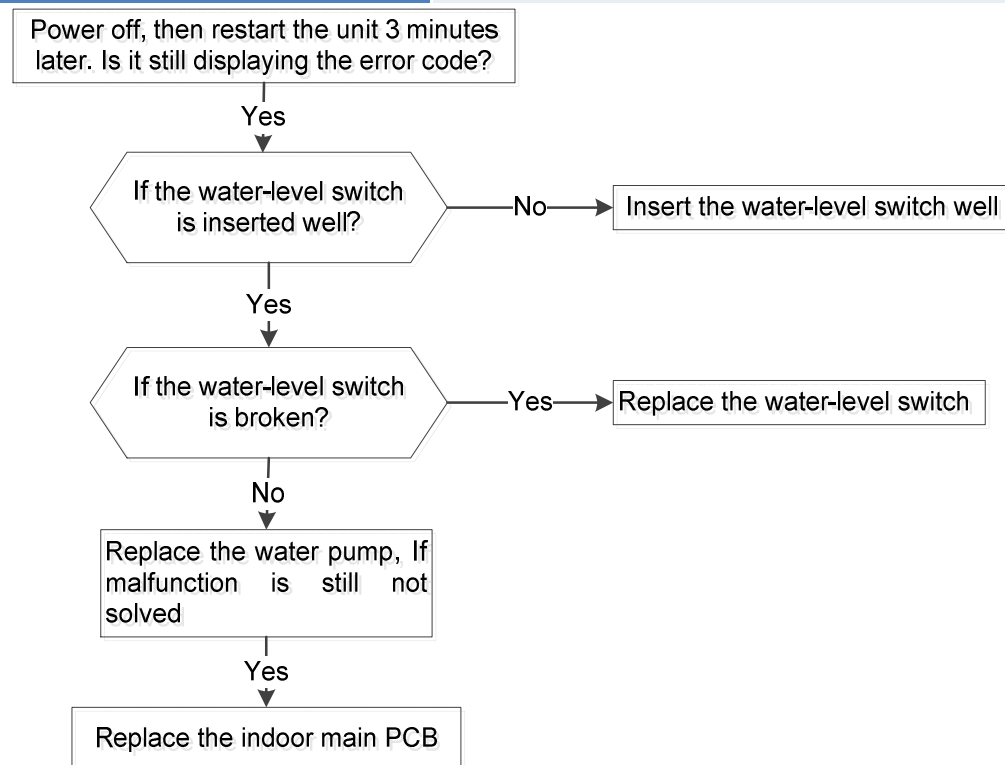 Power off, then restart the unit 3 minutes
later. Is it still displaying the error code?
Yes
If the water-level switch
is inserted well?
No
Insert the water-level switch well
Yes
If the water-level switch
is broken?
Yes
Replace the water-level switch
No
Replace the water pump, If
malfunction is still not
solved
Yes
Replace the indoor main PCB